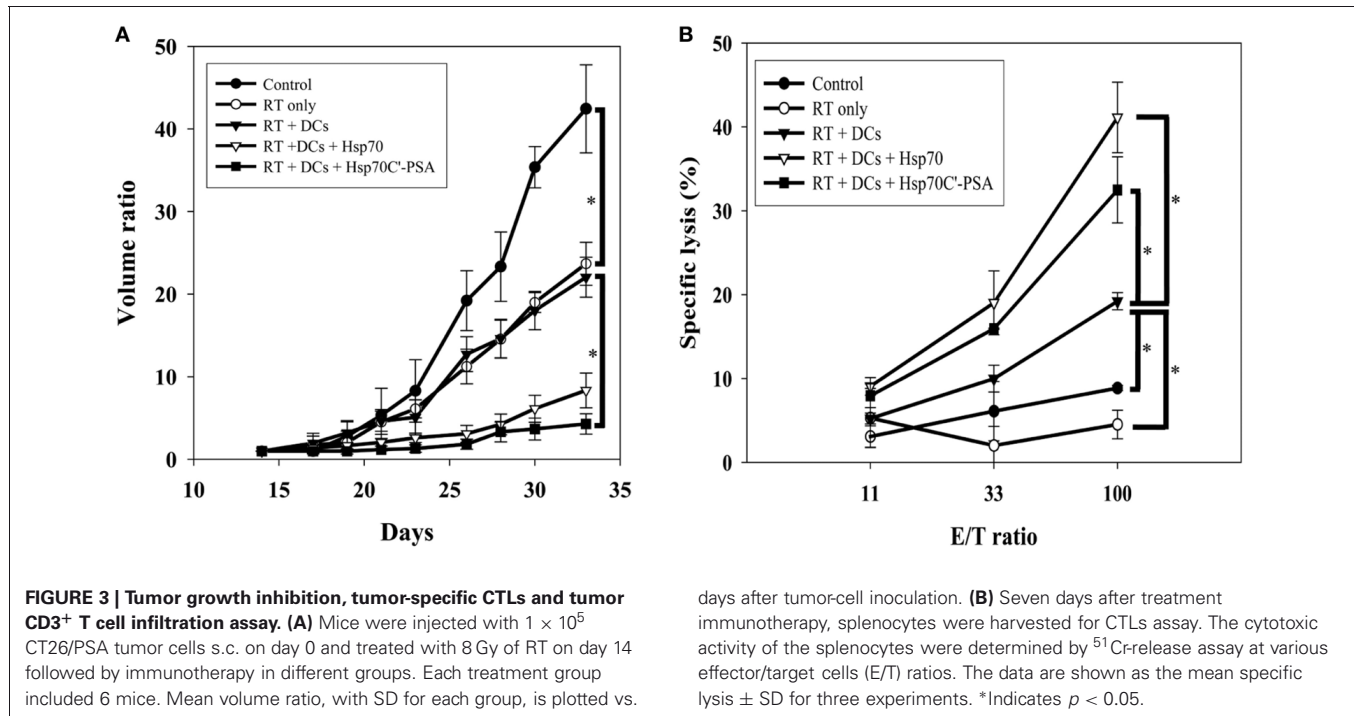 A
50
40
30
20
10
0
Volume ratio
Control
RT only
RT + DCs
RT +DCs + Hsp70
RT + DCs + Hsp70C'-PSA
*
*
10
15
20
25
30
35
Days
B
50
40
30
20
10
0
Specific lysis (%)
Control
RT only
RT + DCs
RT + DCs + Hsp70
RT + DCs + Hsp70C'-PSA
*
*
*
*
11
33
100
E/T ratio
FIGURE 3 | Tumor growth inhibition, tumor-specific CTLs and tumor
CD3⁺ T cell infiltration assay. (A) Mice were injected with 1 × 10⁵
CT26/PSA tumor cells s.c. on day 0 and treated with 8 Gy of RT on day 14
followed by immunotherapy in different groups. Each treatment group
included 6 mice. Mean volume ratio, with SD for each group, is plotted vs.
days after tumor-cell inoculation. (B) Seven days after treatment
immunotherapy, splenocytes were harvested for CTLs assay. The cytotoxic
activity of the splenocytes were determined by ⁵¹Cr-release assay at various
effector/target cells (E/T) ratios. The data are shown as the mean specific
lysis ± SD for three experiments. *Indicates p < 0.05.